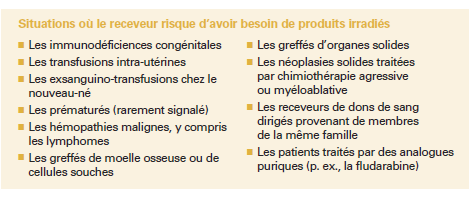 Situations où le receveur risque d'avoir besoin de produits irradiés
■ Les immunodéficiences congénitales
■ Les transfusions intra-utérines
■ Les exsanguino-transfusions chez le
nouveau-né
■ Les prématurés (rarement signalé)
■ Les hémopathies malignes, y compris
les lymphomes
■ Les greffés de moelle osseuse ou de
cellules souches
■ Les greffés d'organes solides
■ Les néoplasies solides traitées
par chimiothérapie agressive
ou myéloablative
■ Les receveurs de dons de sang
dirigés provenant de membres
de la même famille
■ Les patients traités par des analogues
puriques (p. ex., la fludarabine)